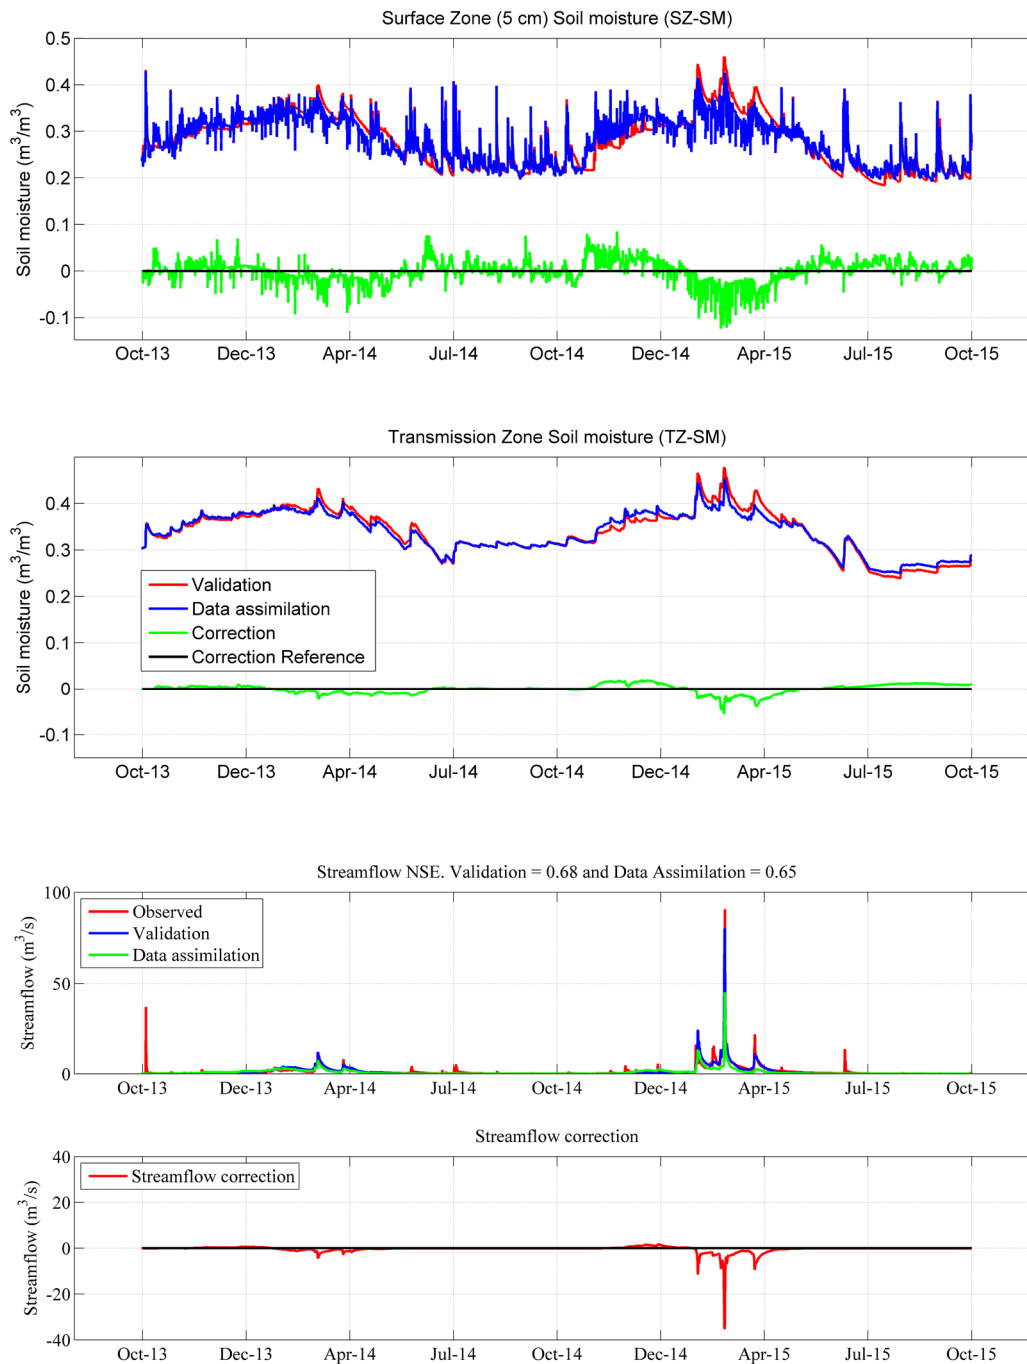 Surface Zone (5 cm) Soil moisture (SZ-SM)
Soil moisture (m³/m³)
0.5
0.4
0.3
0.2
0.1
0
-0.1
Oct-13 Dec-13 Apr-14 Jul-14 Oct-14 Dec-14 Apr-15 Jul-15 Oct-15
Transmission Zone Soil moisture (TZ-SM)
Soil moisture (m³/m³)
0.4
0.3
0.2
0.1
0
-0.1
Validation
Data assimilation
Correction
Correction Reference
Oct-13 Dec-13 Apr-14 Jul-14 Oct-14 Dec-14 Apr-15 Jul-15 Oct-15
Streamflow NSE. Validation = 0.68 and Data Assimilation = 0.65
Streamflow (m³/s)
100
50
0
Observed
Validation
Data assimilation
Oct-13 Dec-13 Apr-14 Jul-14 Oct-14 Dec-14 Apr-15 Jul-15 Oct-15
Streamflow correction
Streamflow (m³/s)
40
20
0
-20
-40
Streamflow correction
Oct-13 Dec-13 Apr-14 Jul-14 Oct-14 Dec-14 Apr-15 Jul-15 Oct-15